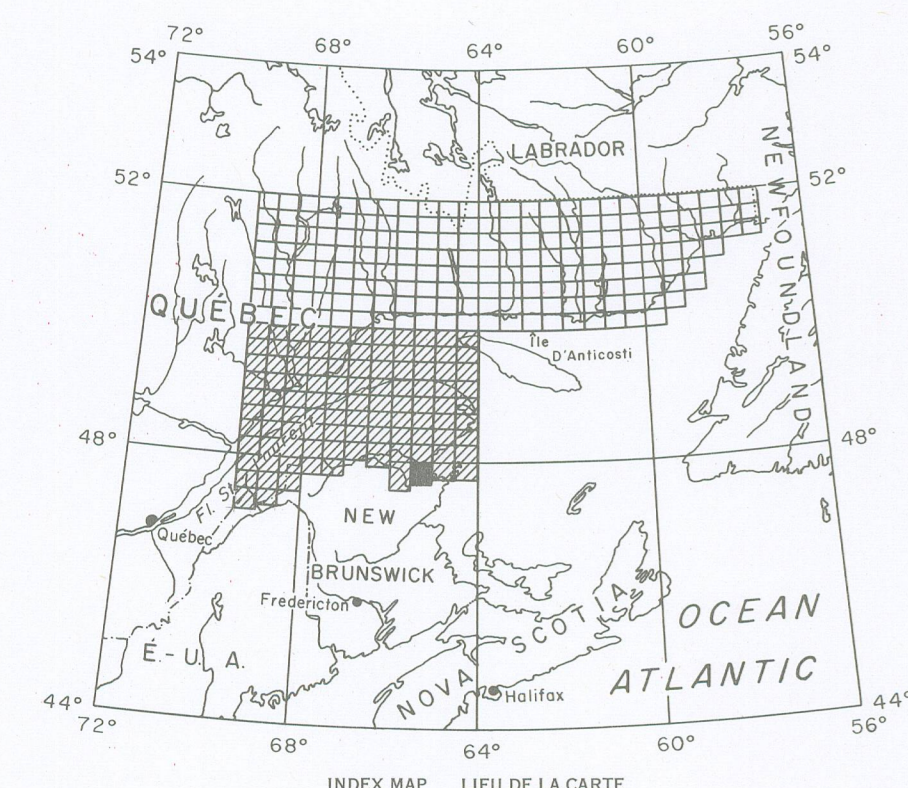 72° 68° 64° 60° 56°
54° 54°
LABRADOR
52° 52°
NEWFOUNDLAND
QUÉBEC
Île
D'Anticosti
48° 48°
Fl. St Laurent
NEW
Québec
BRUNSWICK
Fredericton
OCEAN
NOVA SCOTIA
É.-U. A.
ATLANTIC
Halifax
44° 44°
72° 68° 64° 60° 56°
INDEX MAP LIEU DE LA CARTE